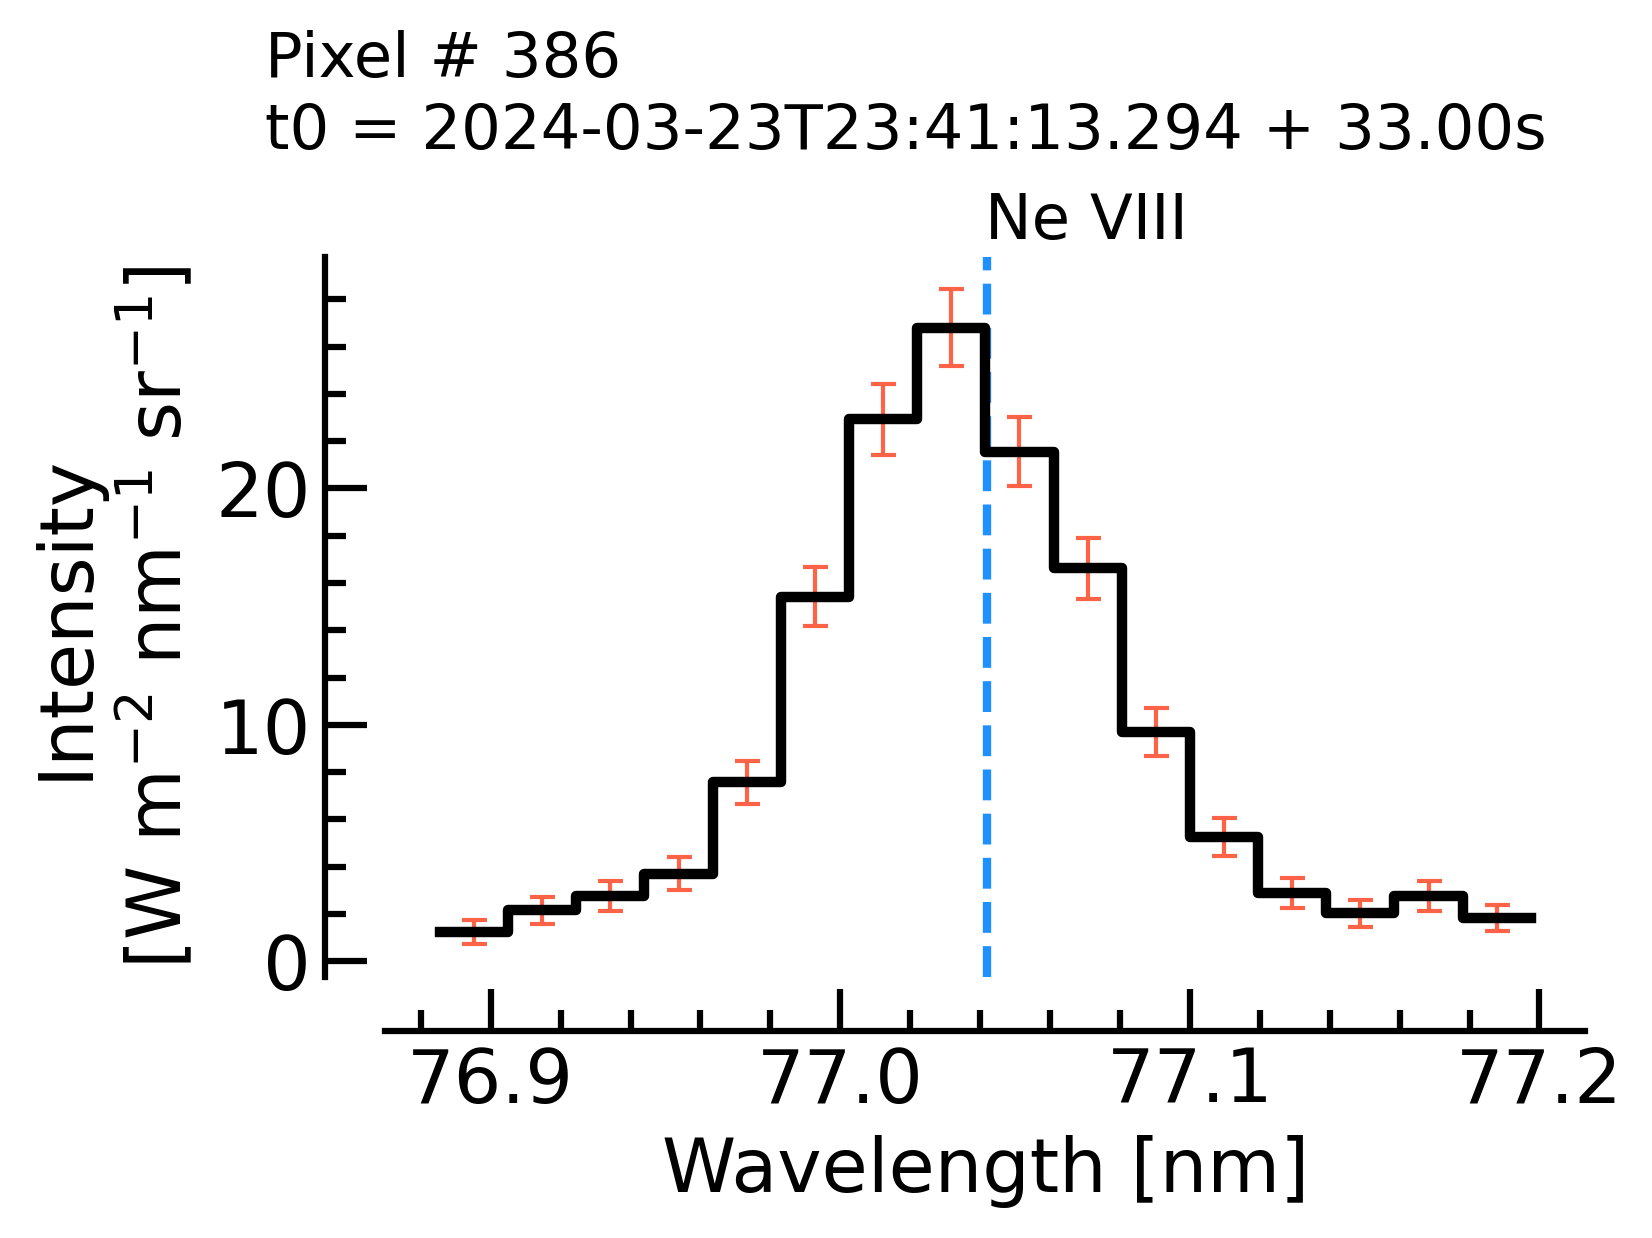 Pixel # 386
t0 = 2024-03-23T23:41:13.294 + 33.00s
Ne VIII
Intensity
[W m⁻² nm⁻¹ sr⁻¹]
20
10
0
76.9 77.0 77.1 77.2
Wavelength [nm]